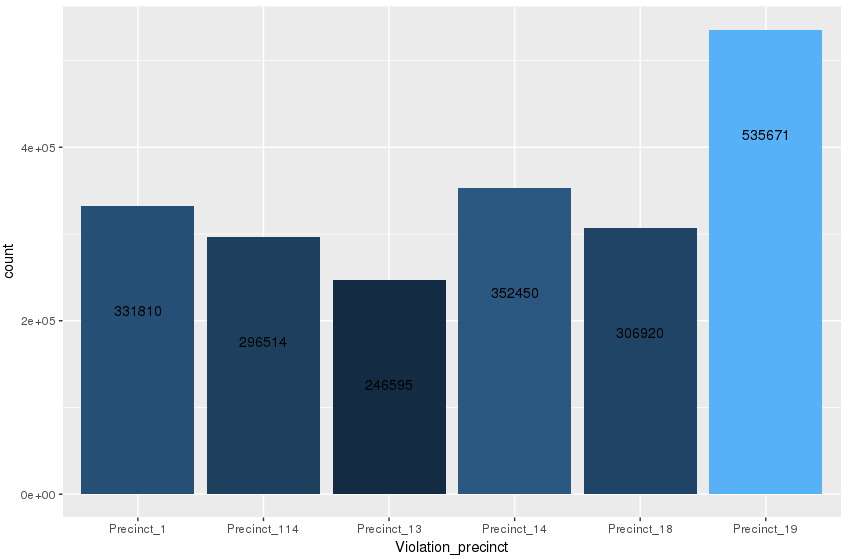 count
4e+05
2e+05
0e+00
331810
296514
246595
352450
306920
535671
Precinct_1
Precinct_114
Precinct_13
Precinct_14
Precinct_18
Precinct_19
Violation_precinct